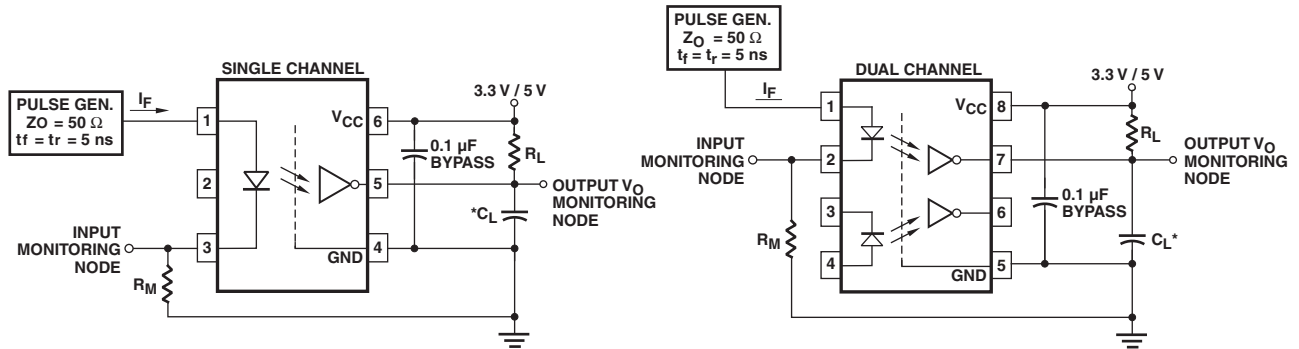 SINGLE CHANNEL
PULSE GEN.
ZO = 50 Ω
tf = tr = 5 ns
IF
1
2
3
VCC
6
5
4
GND
3.3 V / 5 V
0.1 µF
BYPASS
RL
OUTPUT VO
MONITORING
NODE
*CL
INPUT
MONITORING
NODE
RM
PULSE GEN.
ZO = 50 Ω
tf = tr = 5 ns
DUAL CHANNEL
IF
1
2
3
4
VCC
8
7
6
5
GND
3.3 V / 5 V
RL
INPUT
MONITORING
NODE
OUTPUT VO
MONITORING
NODE
0.1 µF
BYPASS
RM
CL*